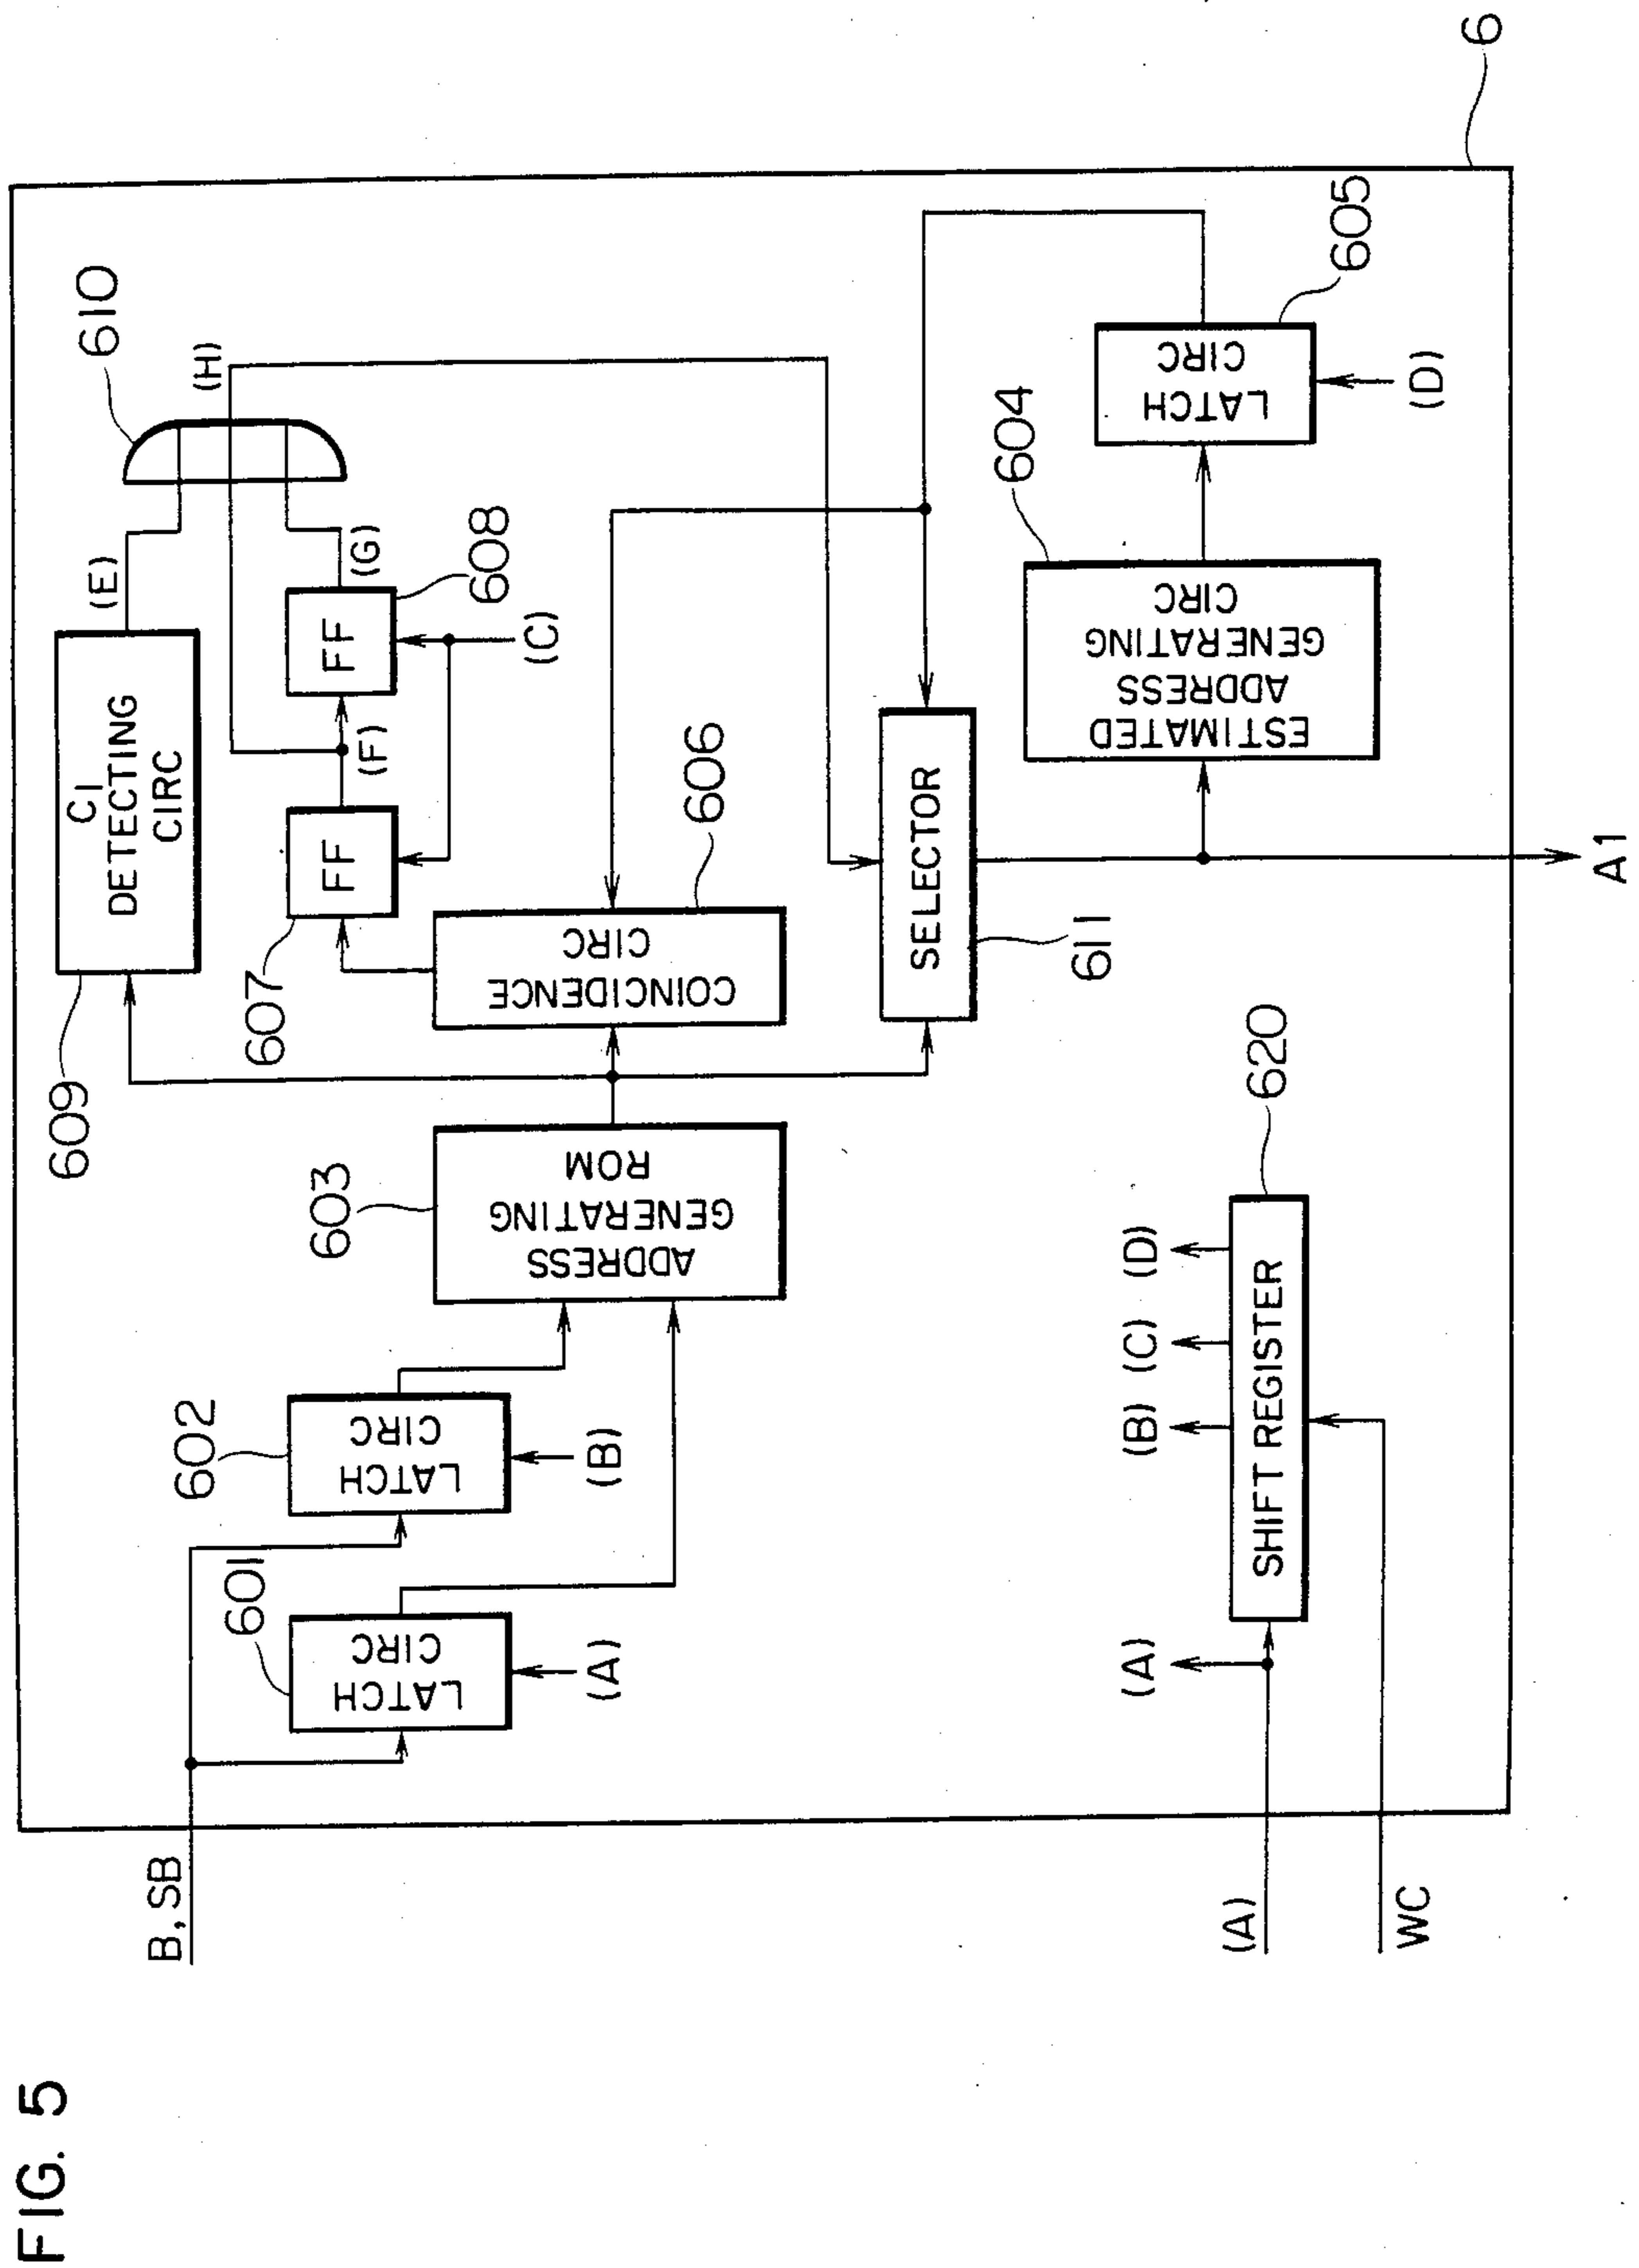 FIG. 5
6
B, SB
601
LATCH
CIRC
(A)
602
LATCH
CIRC
(B)
603
ADDRESS
GENERATING
ROM
609
C1
DETECTING
CIRC
(E)
610
(H)
607
FF
(F)
FF
(G)
608
(C)
COINCIDENCE
CIRC
606
SELECTOR
611
604
ESTIMATED
ADDRESS
GENERATING
CIRC
LATCH
CIRC
605
(D)
A1
(A)
WC
(A)
(B)
(C)
(D)
SHIFT REGISTER
620